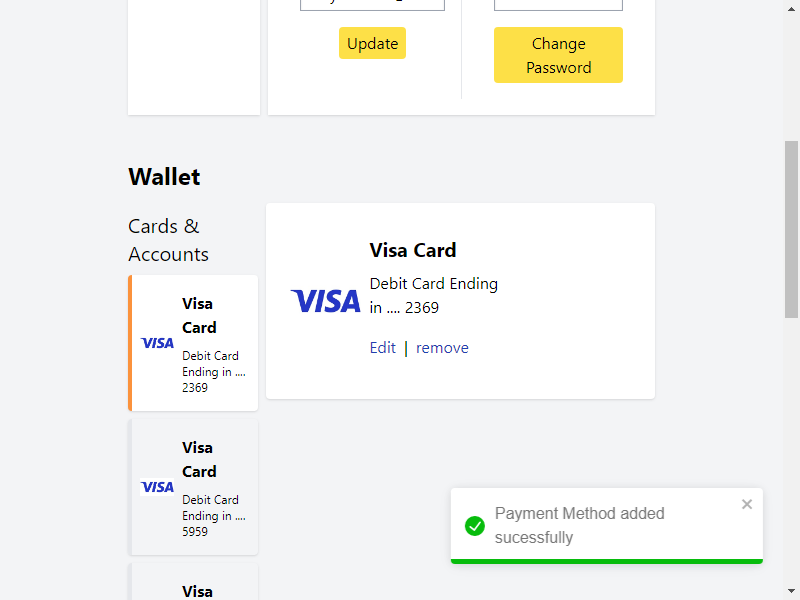 Update
Change
Password
Wallet
Cards &
Accounts
Visa
Card
VISA
Debit Card
Ending in ....
2369
Visa Card
VISA
Debit Card Ending
in .... 2369
Edit | remove
Visa
Card
VISA
Debit Card
Ending in ....
5959
Visa
Payment Method added
sucessfully